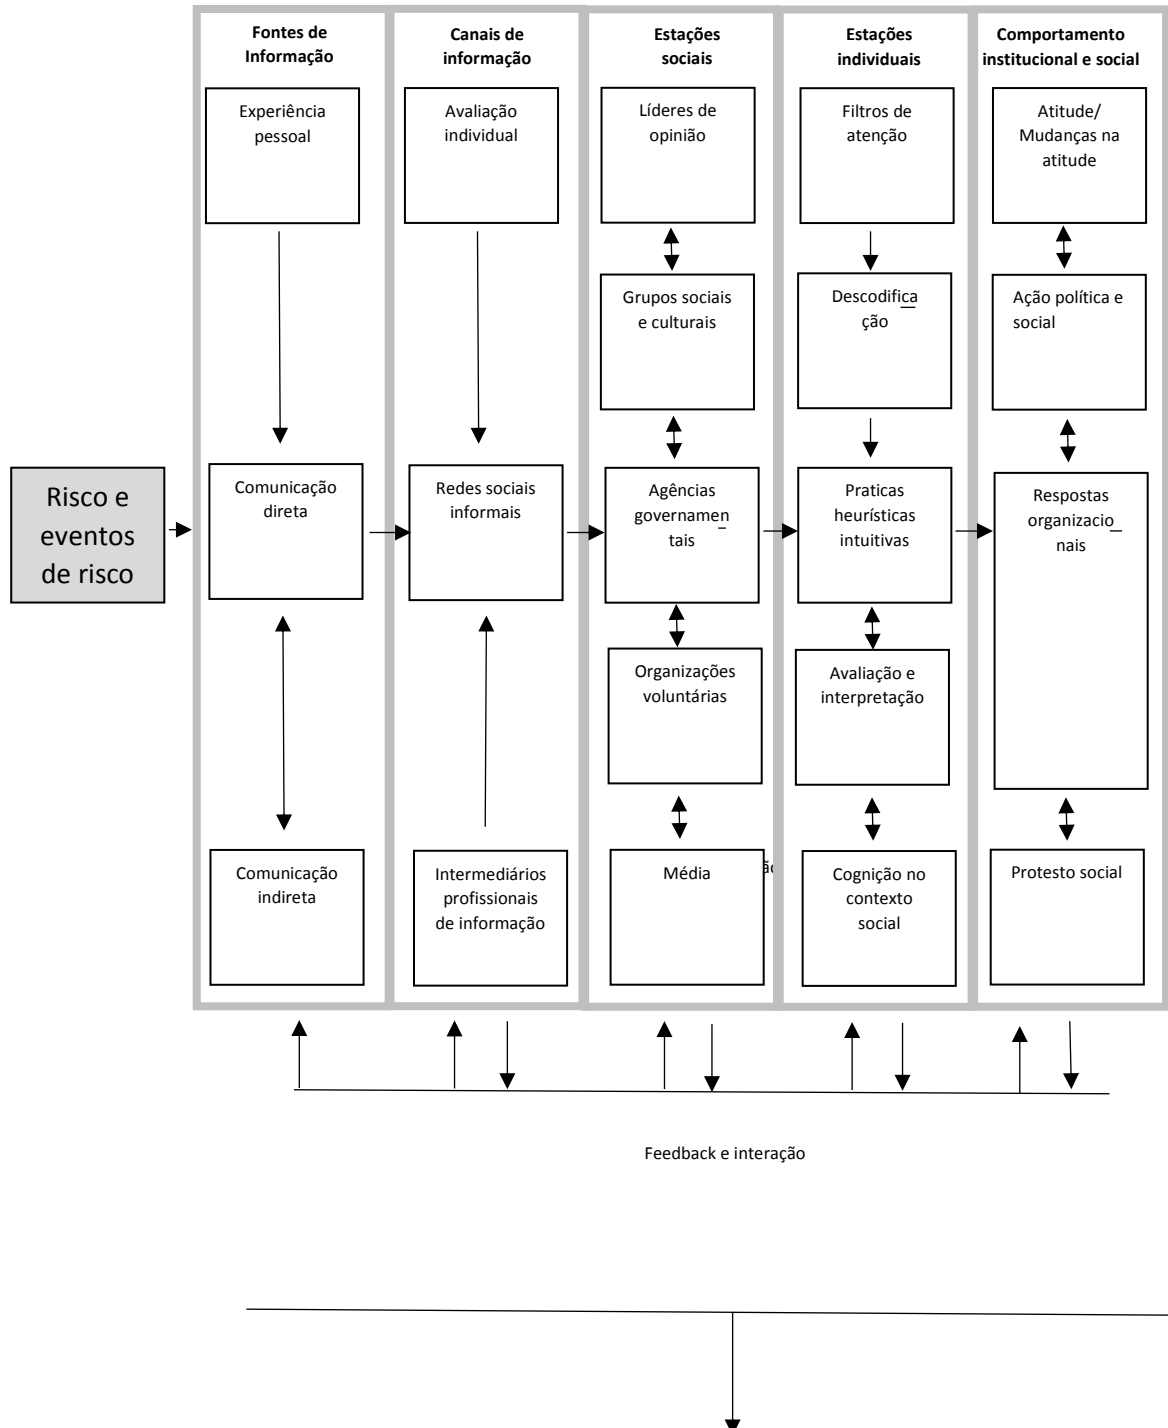 Fontes de
Informação
Canais de
informação
Estações
sociais
Estações
individuais
Comportamento
institucional e social
Experiência
pessoal
Avaliação
individual
Líderes de
opinião
Filtros de
atenção
Atitude/
Mudanças na
atitude
Grupos sociais
e culturais
Descodifica
ção
Ação política e
social
Risco e
eventos
de risco
Comunicação
direta
Redes sociais
informais
Agências
governamen
tais
Praticas
heurísticas
intuitivas
Respostas
organizacio
nais
Organizações
voluntárias
Avaliação e
interpretação
Comunicação
indireta
Intermediários
profissionais
de informação
Média
Cognição no
contexto
social
Protesto social
Feedback e interação